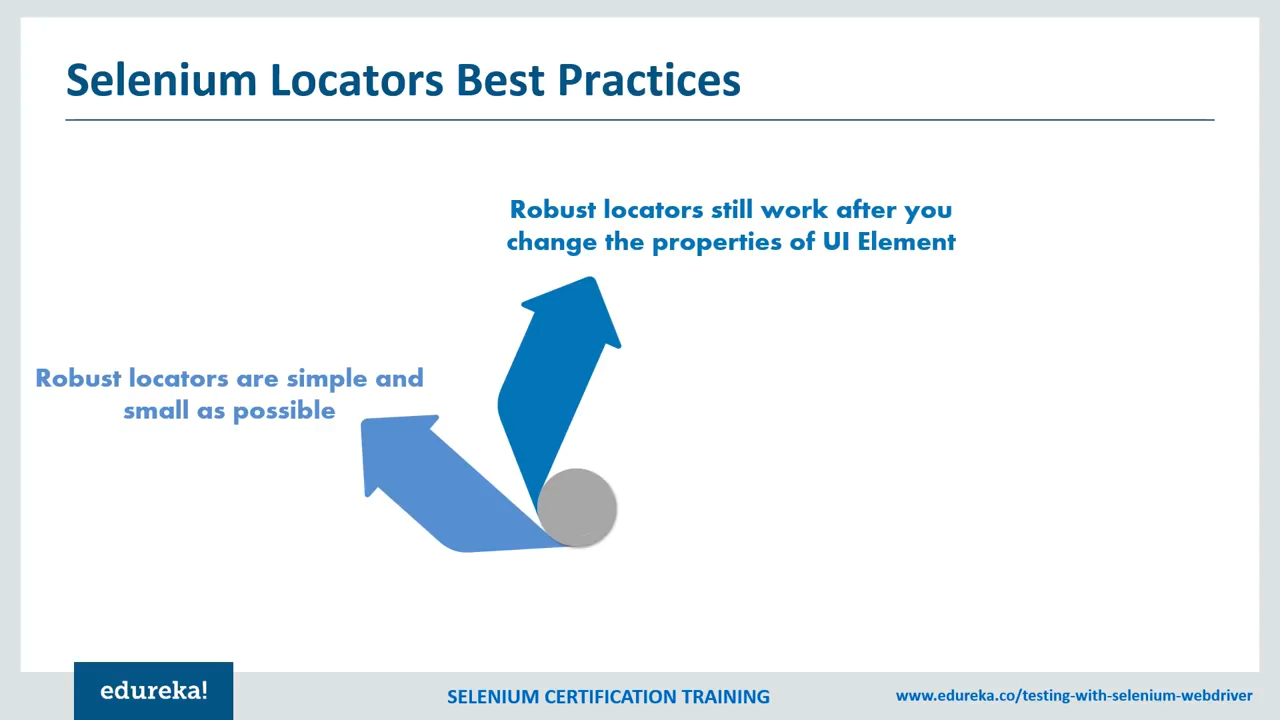 Selenium Locators Best Practices
Robust locators still work after you
change the properties of UI Element
Robust locators are simple and
small as possible
edureka!
SELENIUM CERTIFICATION TRAINING
www.edureka.co/testing-with-selenium-webdriver